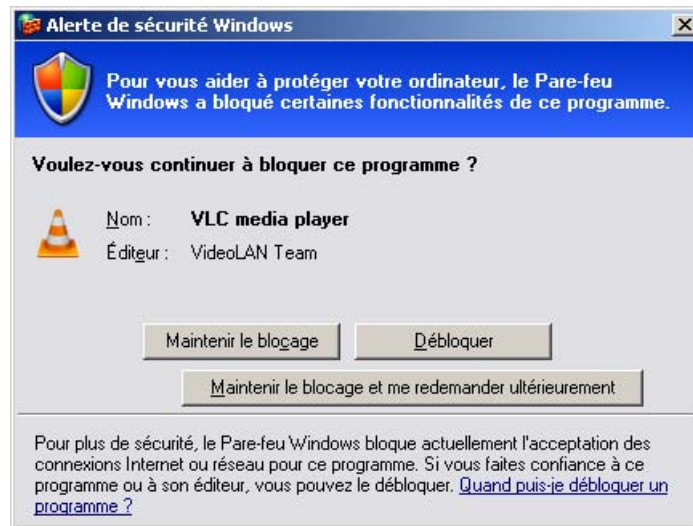 Alerte de sécurité Windows
Pour vous aider à protéger votre ordinateur, le Pare-feu
Windows a bloqué certaines fonctionnalités de ce programme.
Voulez-vous continuer à bloquer ce programme ?
Nom : VLC media player
Éditeur : VideoLAN Team
Maintenir le blocage Débloquer
Maintenir le blocage et me redemander ultérieurement
Pour plus de sécurité, le Pare-feu Windows bloque actuellement l'acceptation des
connexions Internet ou réseau pour ce programme. Si vous faites confiance à ce
programme ou à son éditeur, vous pouvez le débloquer. Quand puis-je débloquer un
programme ?